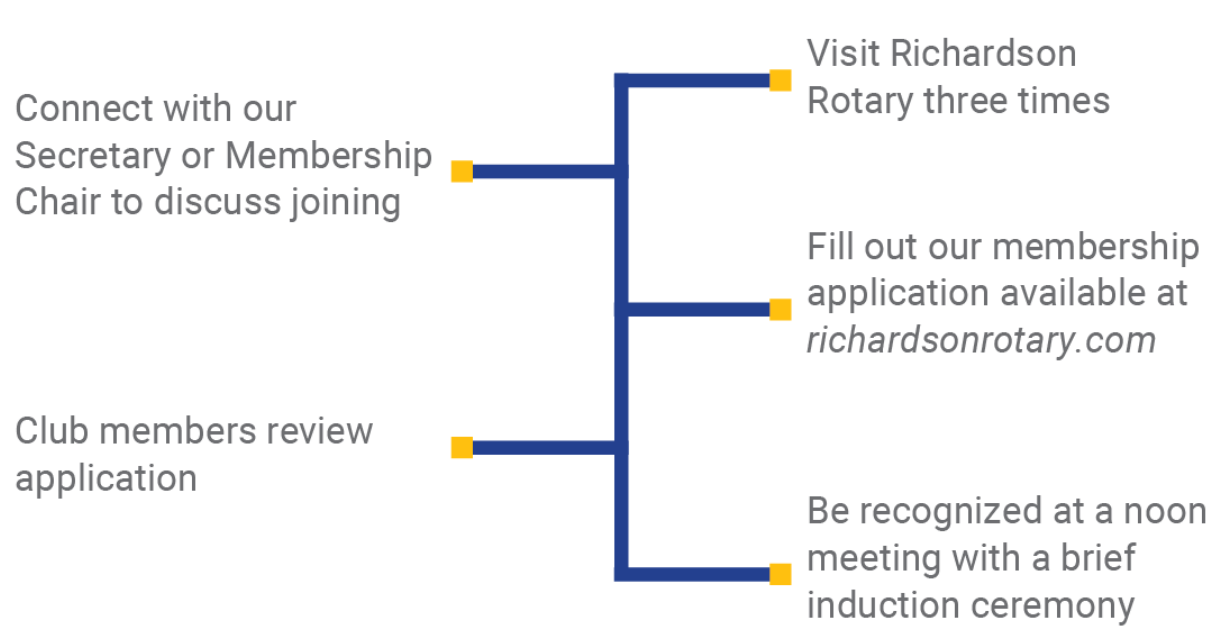 Visit Richardson
Rotary three times
Connect with our
Secretary or Membership
Chair to discuss joining
Fill out our membership
application available at
richardsonrotary.com
Club members review
application
Be recognized at a noon
meeting with a brief
induction ceremony